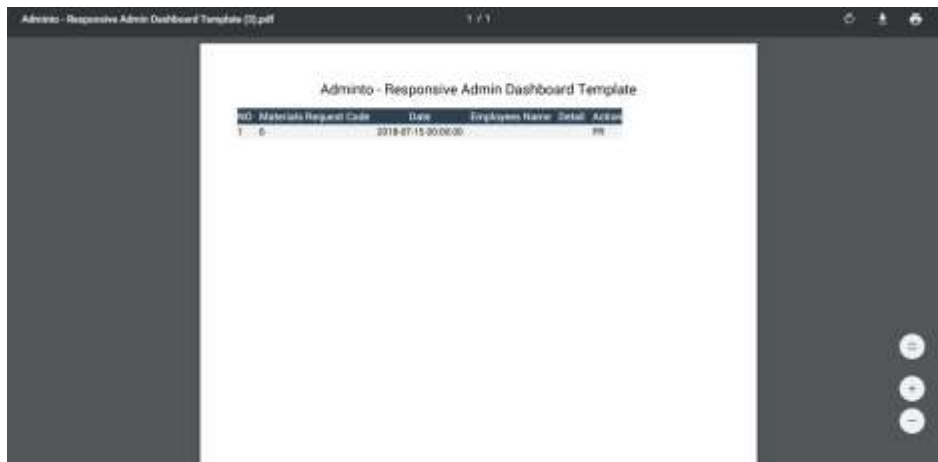 Adminto - Responsive Admin Dashboard Template (3).pdf
1 / 1
Adminto - Responsive Admin Dashboard Template
NO Materials Request Code Date Employees Name Detail Action
1 6 2018-07-15 00:00:00 PR